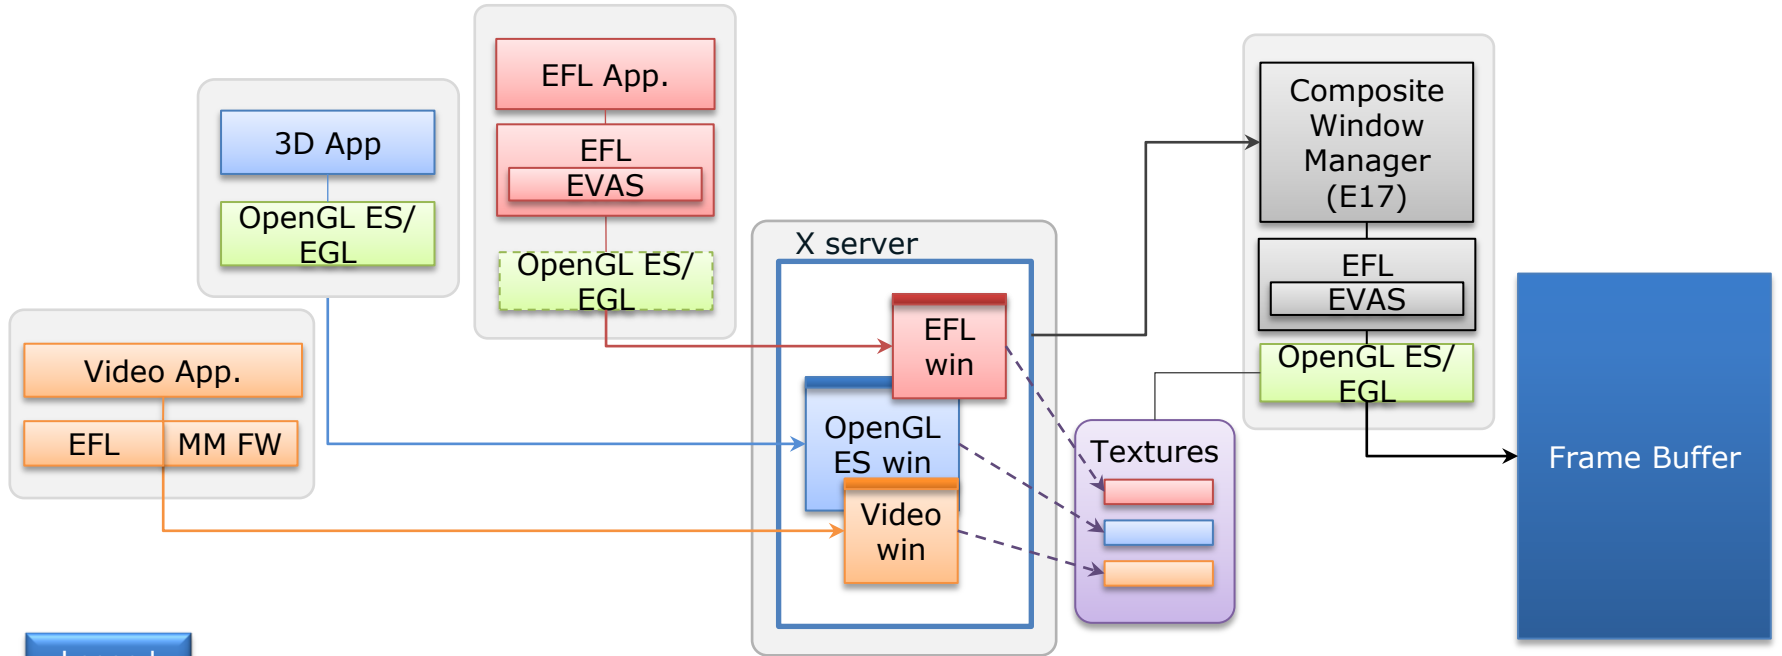 EFL App.
EFL
EVAS
OpenGL ES/
EGL
3D App
OpenGL ES/
EGL
Video App.
EFL
MM FW
X server
EFL
win
OpenGL
ES win
Video
win
Textures
Composite
Window
Manager
(E17)
EFL
EVAS
OpenGL ES/
EGL
Frame Buffer